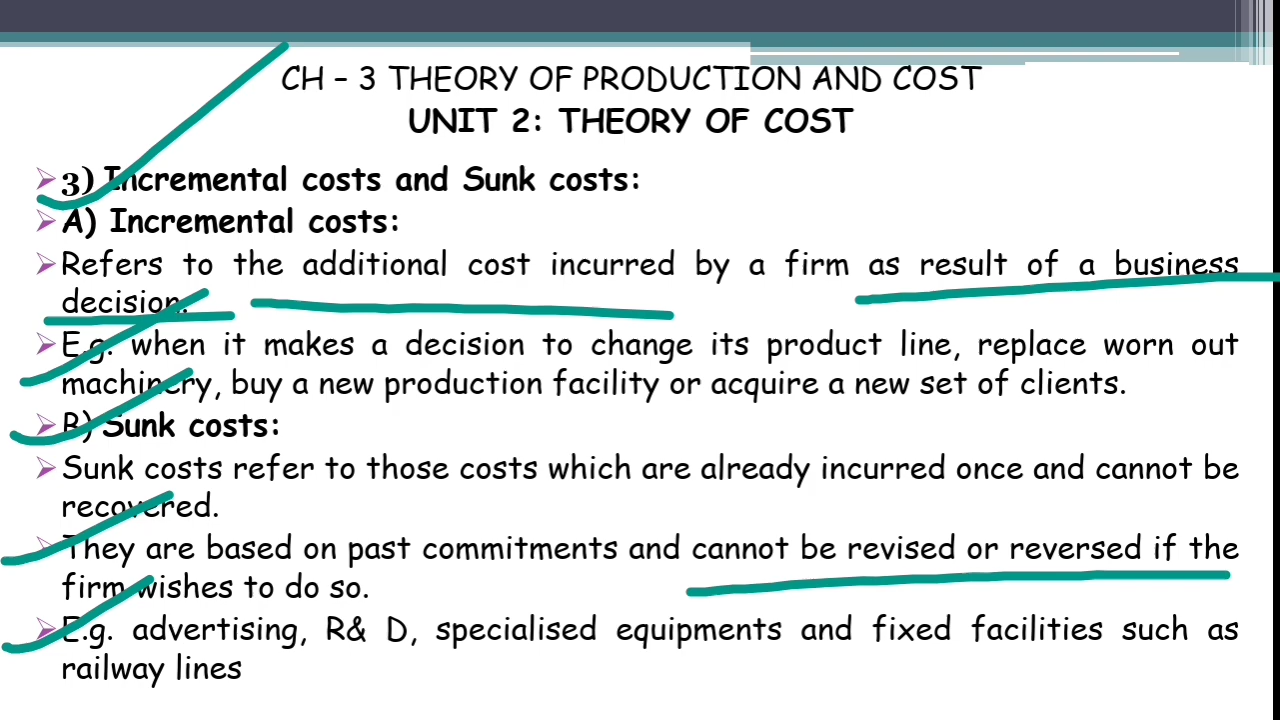 CH – 3 THEORY OF PRODUCTION AND COST
UNIT 2: THEORY OF COST
3) Incremental costs and Sunk costs:
A) Incremental costs:
Refers to the additional cost incurred by a firm as result of a business
decision.
E.g. when it makes a decision to change its product line, replace worn out
machinery, buy a new production facility or acquire a new set of clients.
B) Sunk costs:
Sunk costs refer to those costs which are already incurred once and cannot be
recovered.
They are based on past commitments and cannot be revised or reversed if the
firm wishes to do so.
E.g. advertising, R& D, specialised equipments and fixed facilities such as
railway lines